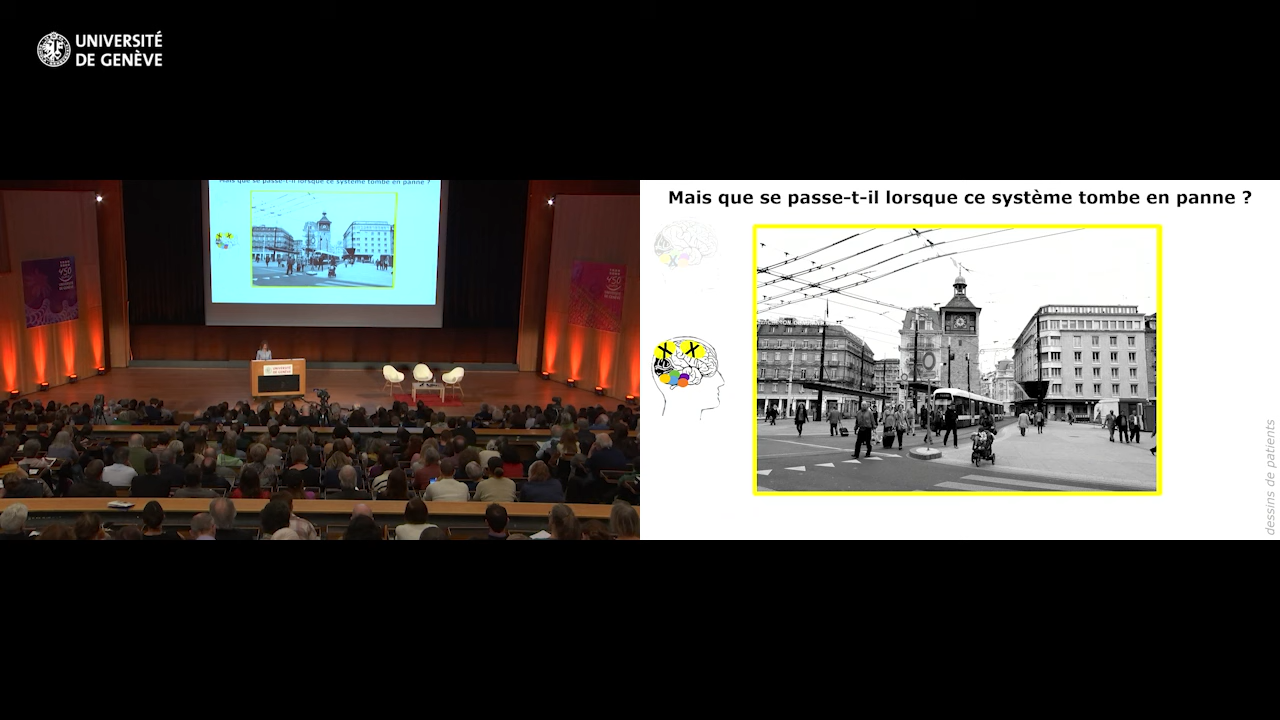 UNIVERSITÉ
DE GENÈVE
Mais que se passe-t-il lorsque ce système tombe en panne ?
Mais que se passe-t-il lorsque ce système tombe en panne ?
X X
dessins de patients